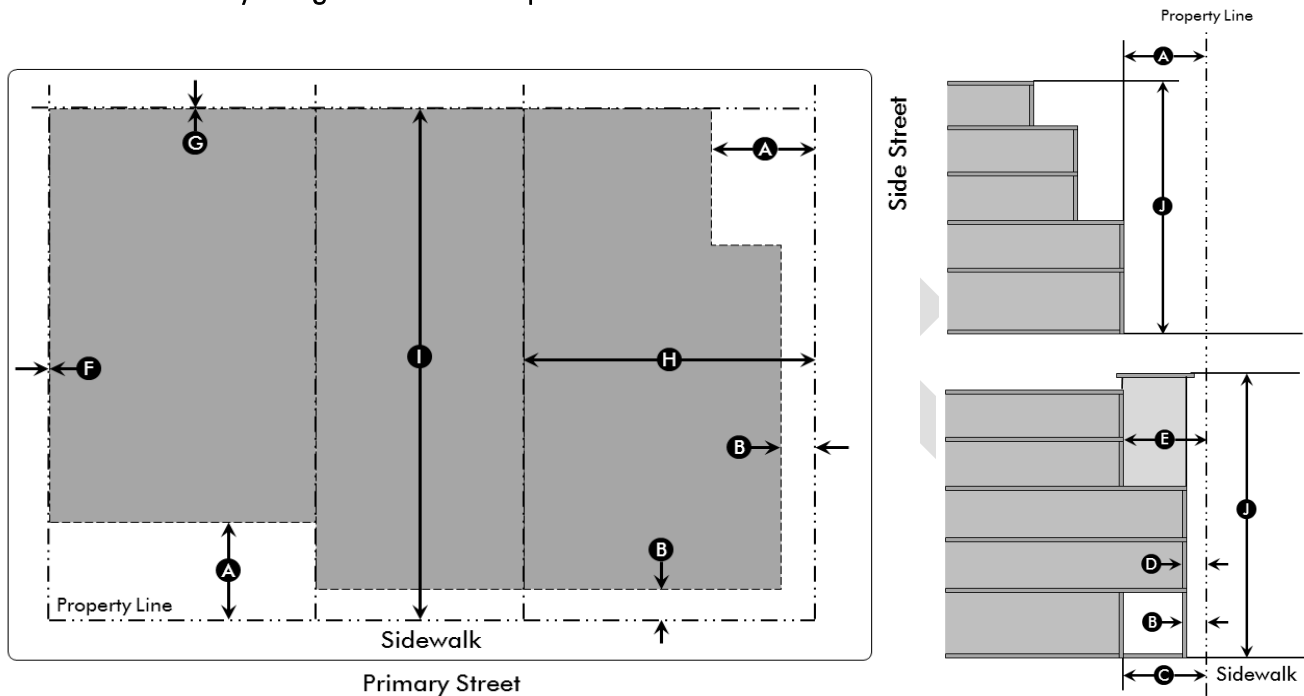 Property Line
A
G
A
Side Street
J
F
I
H
B
E
J
B
A
D
B
Property Line
Sidewalk
C
Sidewalk
Primary Street